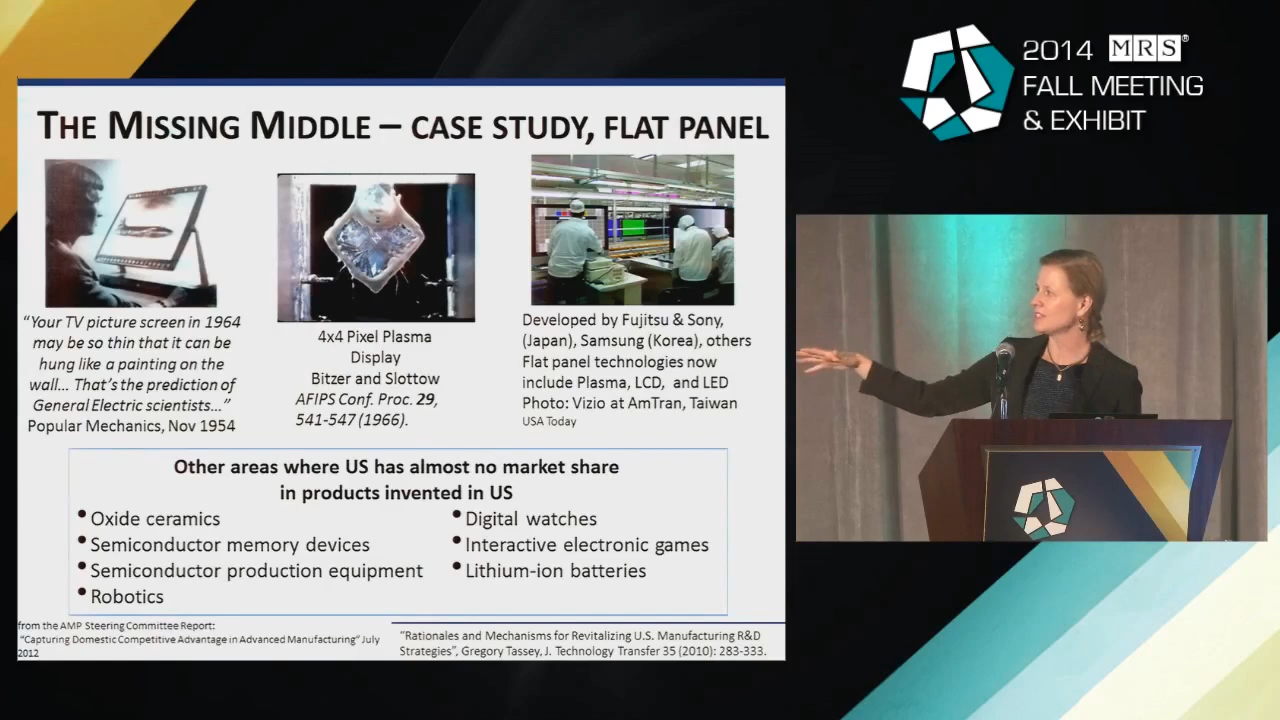 THE MISSING MIDDLE – CASE STUDY, FLAT PANEL
“Your TV picture screen in 1964
may be so thin that it can be
hung like a painting on the
wall... That’s the prediction of
General Electric scientists...”
Popular Mechanics, Nov 1954
4x4 Pixel Plasma
Display
Bitzer and Slottow
AFIPS Conf. Proc. 29,
541-547 (1966).
Developed by Fujitsu & Sony,
(Japan), Samsung (Korea), others
Flat panel technologies now
include Plasma, LCD, and LED
Photo: Vizio at AmTran, Taiwan
USA Today
Other areas where US has almost no market share
in products invented in US
• Oxide ceramics
• Semiconductor memory devices
• Semiconductor production equipment
• Robotics
• Digital watches
• Interactive electronic games
• Lithium-ion batteries
from the AMP Steering Committee Report:
“Capturing Domestic Competitive Advantage in Advanced Manufacturing” July
2012
“Rationales and Mechanisms for Revitalizing U.S. Manufacturing R&D
Strategies”, Gregory Tassey, J. Technology Transfer 35 (2010): 283-333.
2014 MRS®
FALL MEETING
& EXHIBIT